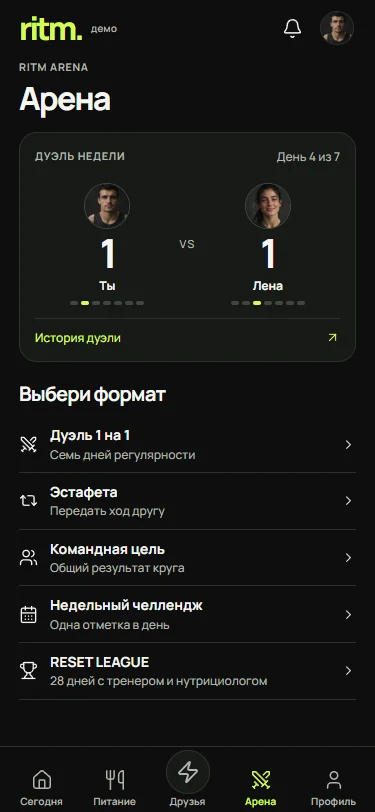 ritm. демо
RITM ARENA
Арена
ДУЭЛЬ НЕДЕЛИ День 4 из 7
1 VS 1
Ты Лена
История дуэли
Выбери формат
Дуэль 1 на 1
Семь дней регулярности
Эстафета
Передать ход другу
Командная цель
Общий результат круга
Недельный челлендж
Одна отметка в день
RESET LEAGUE
28 дней с тренером и нутрициологом
Сегодня Питание Друзья Арена Профиль